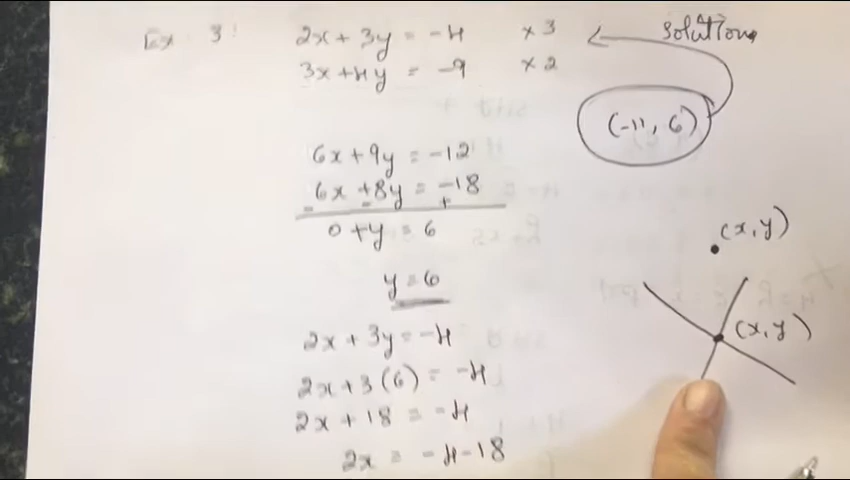 Ex 3: 2x + 3y = -4 x 3
3x + 4y = -9 x 2
solution
(-11, 6)
6x + 9y = -12
6x + 8y = -18
- - +
0 + y = 6
y = 6
2x + 3y = -4
2x + 3(6) = -4
2x + 18 = -4
2x = -4 - 18
(x, y)
(x, y)